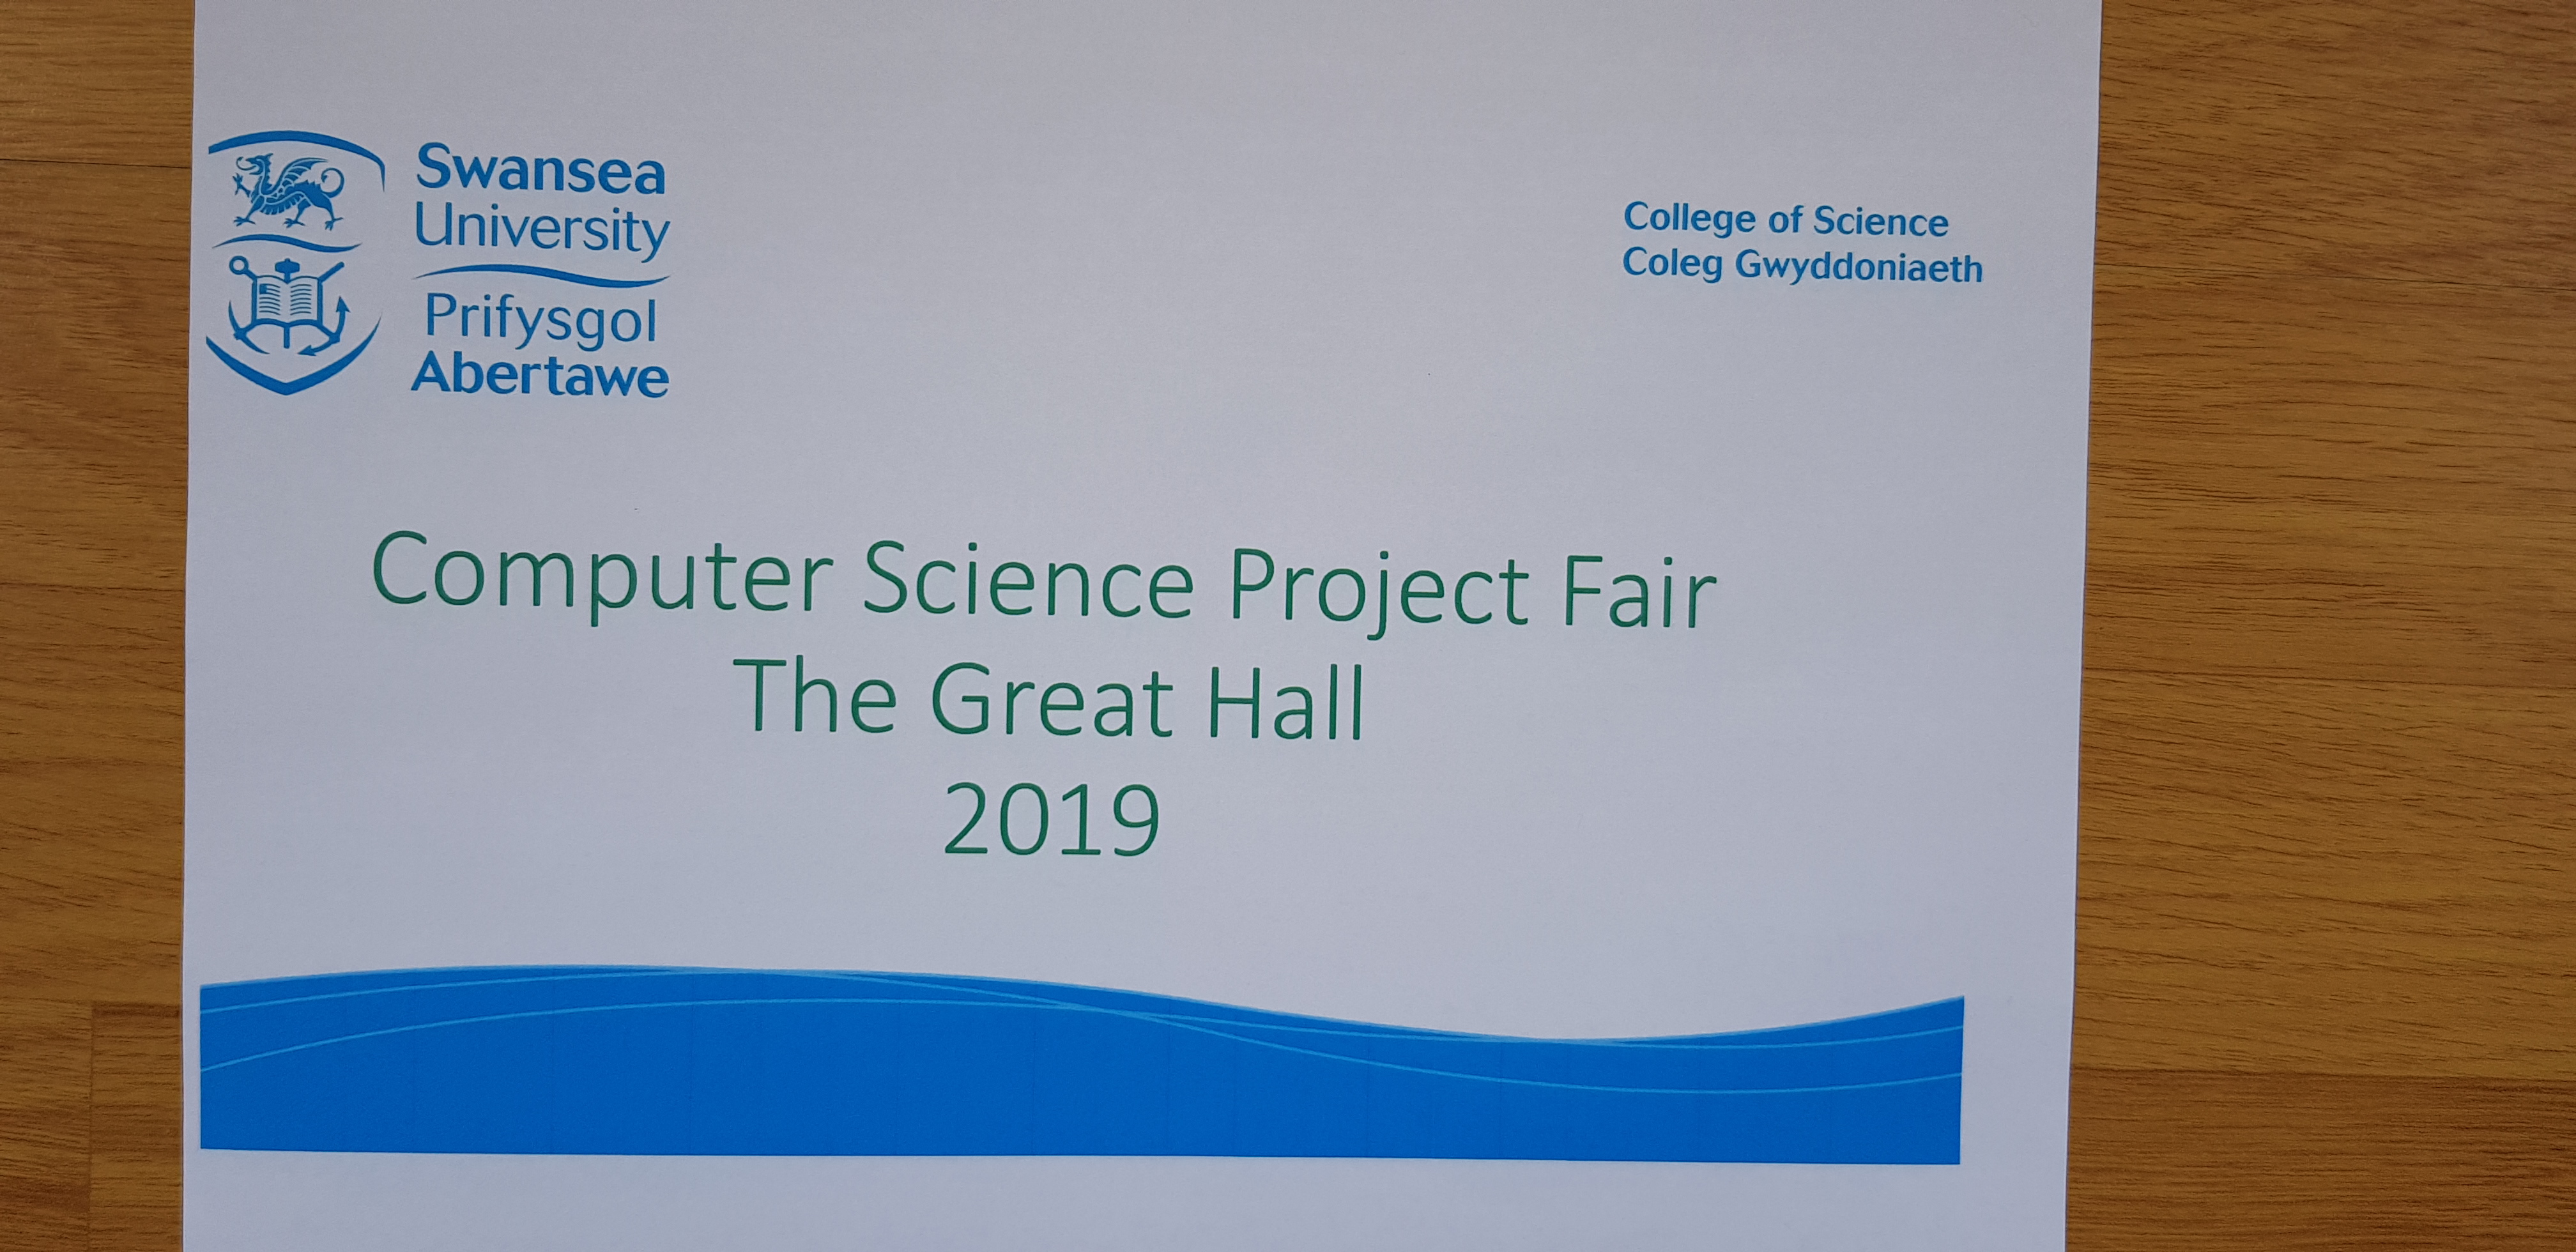 Swansea
University
Prifysgol
Abertawe
College of Science
Coleg Gwyddoniaeth
Computer Science Project Fair
The Great Hall
2019